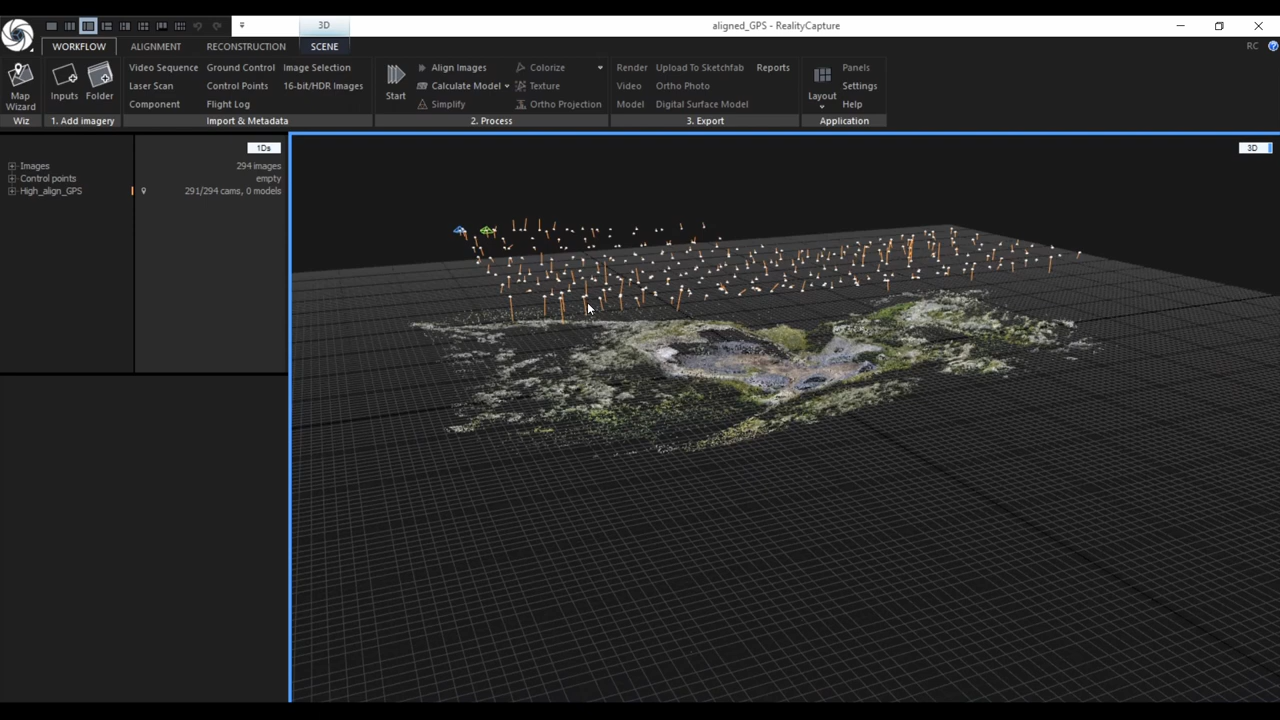 3D
aligned_GPS - RealityCapture
WORKFLOW ALIGNMENT RECONSTRUCTION SCENE
RC
Map Wizard
Inputs
Folder
Video Sequence Ground Control Image Selection
Laser Scan Control Points 16-bit/HDR Images
Component Flight Log
Start
Align Images Colorize
Calculate Model Texture
Simplify Ortho Projection
Render Upload To Sketchfab Reports
Video Ortho Photo
Model Digital Surface Model
Layout
Panels
Settings
Help
Wiz 1. Add imagery Import & Metadata 2. Process 3. Export Application
1Ds
3D
Images 294 images
Control points empty
High_align_GPS 291/294 cams, 0 models